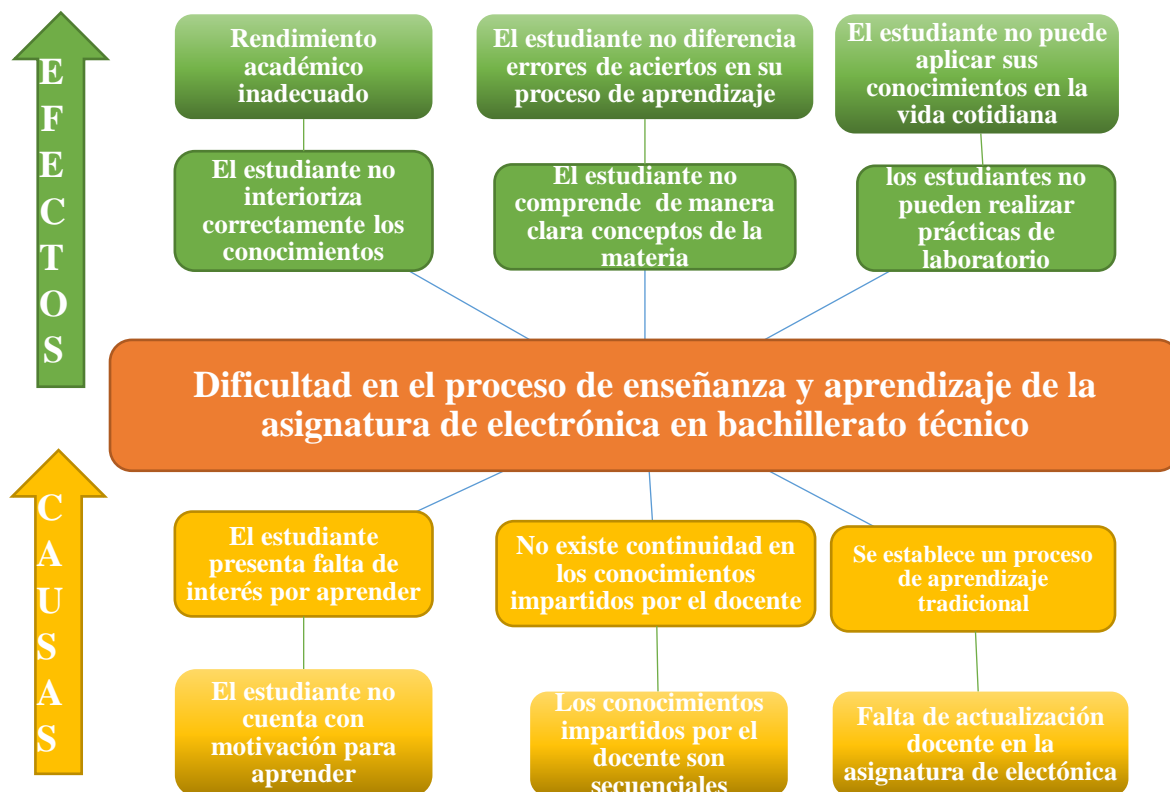 EFECTOS
Rendimiento
académico
inadecuado
El estudiante no diferencia
errores de aciertos en su
proceso de aprendizaje
El estudiante no puede
aplicar sus
conocimientos en la
vida cotidiana
El estudiante no
interioriza
correctamente los
conocimientos
El estudiante no
comprende de manera
clara conceptos de la
materia
los estudiantes no
pueden realizar
prácticas de
laboratorio
Dificultad en el proceso de enseñanza y aprendizaje de la
asignatura de electrónica en bachillerato técnico
CAUSAS
El estudiante
presenta falta de
interés por aprender
No existe continuidad en
los conocimientos
impartidos por el docente
Se establece un proceso
de aprendizaje
tradicional
El estudiante no
cuenta con
motivación para
aprender
Los conocimientos
impartidos por el
docente son
secuenciales
Falta de actualización
docente en la
asignatura de electónica